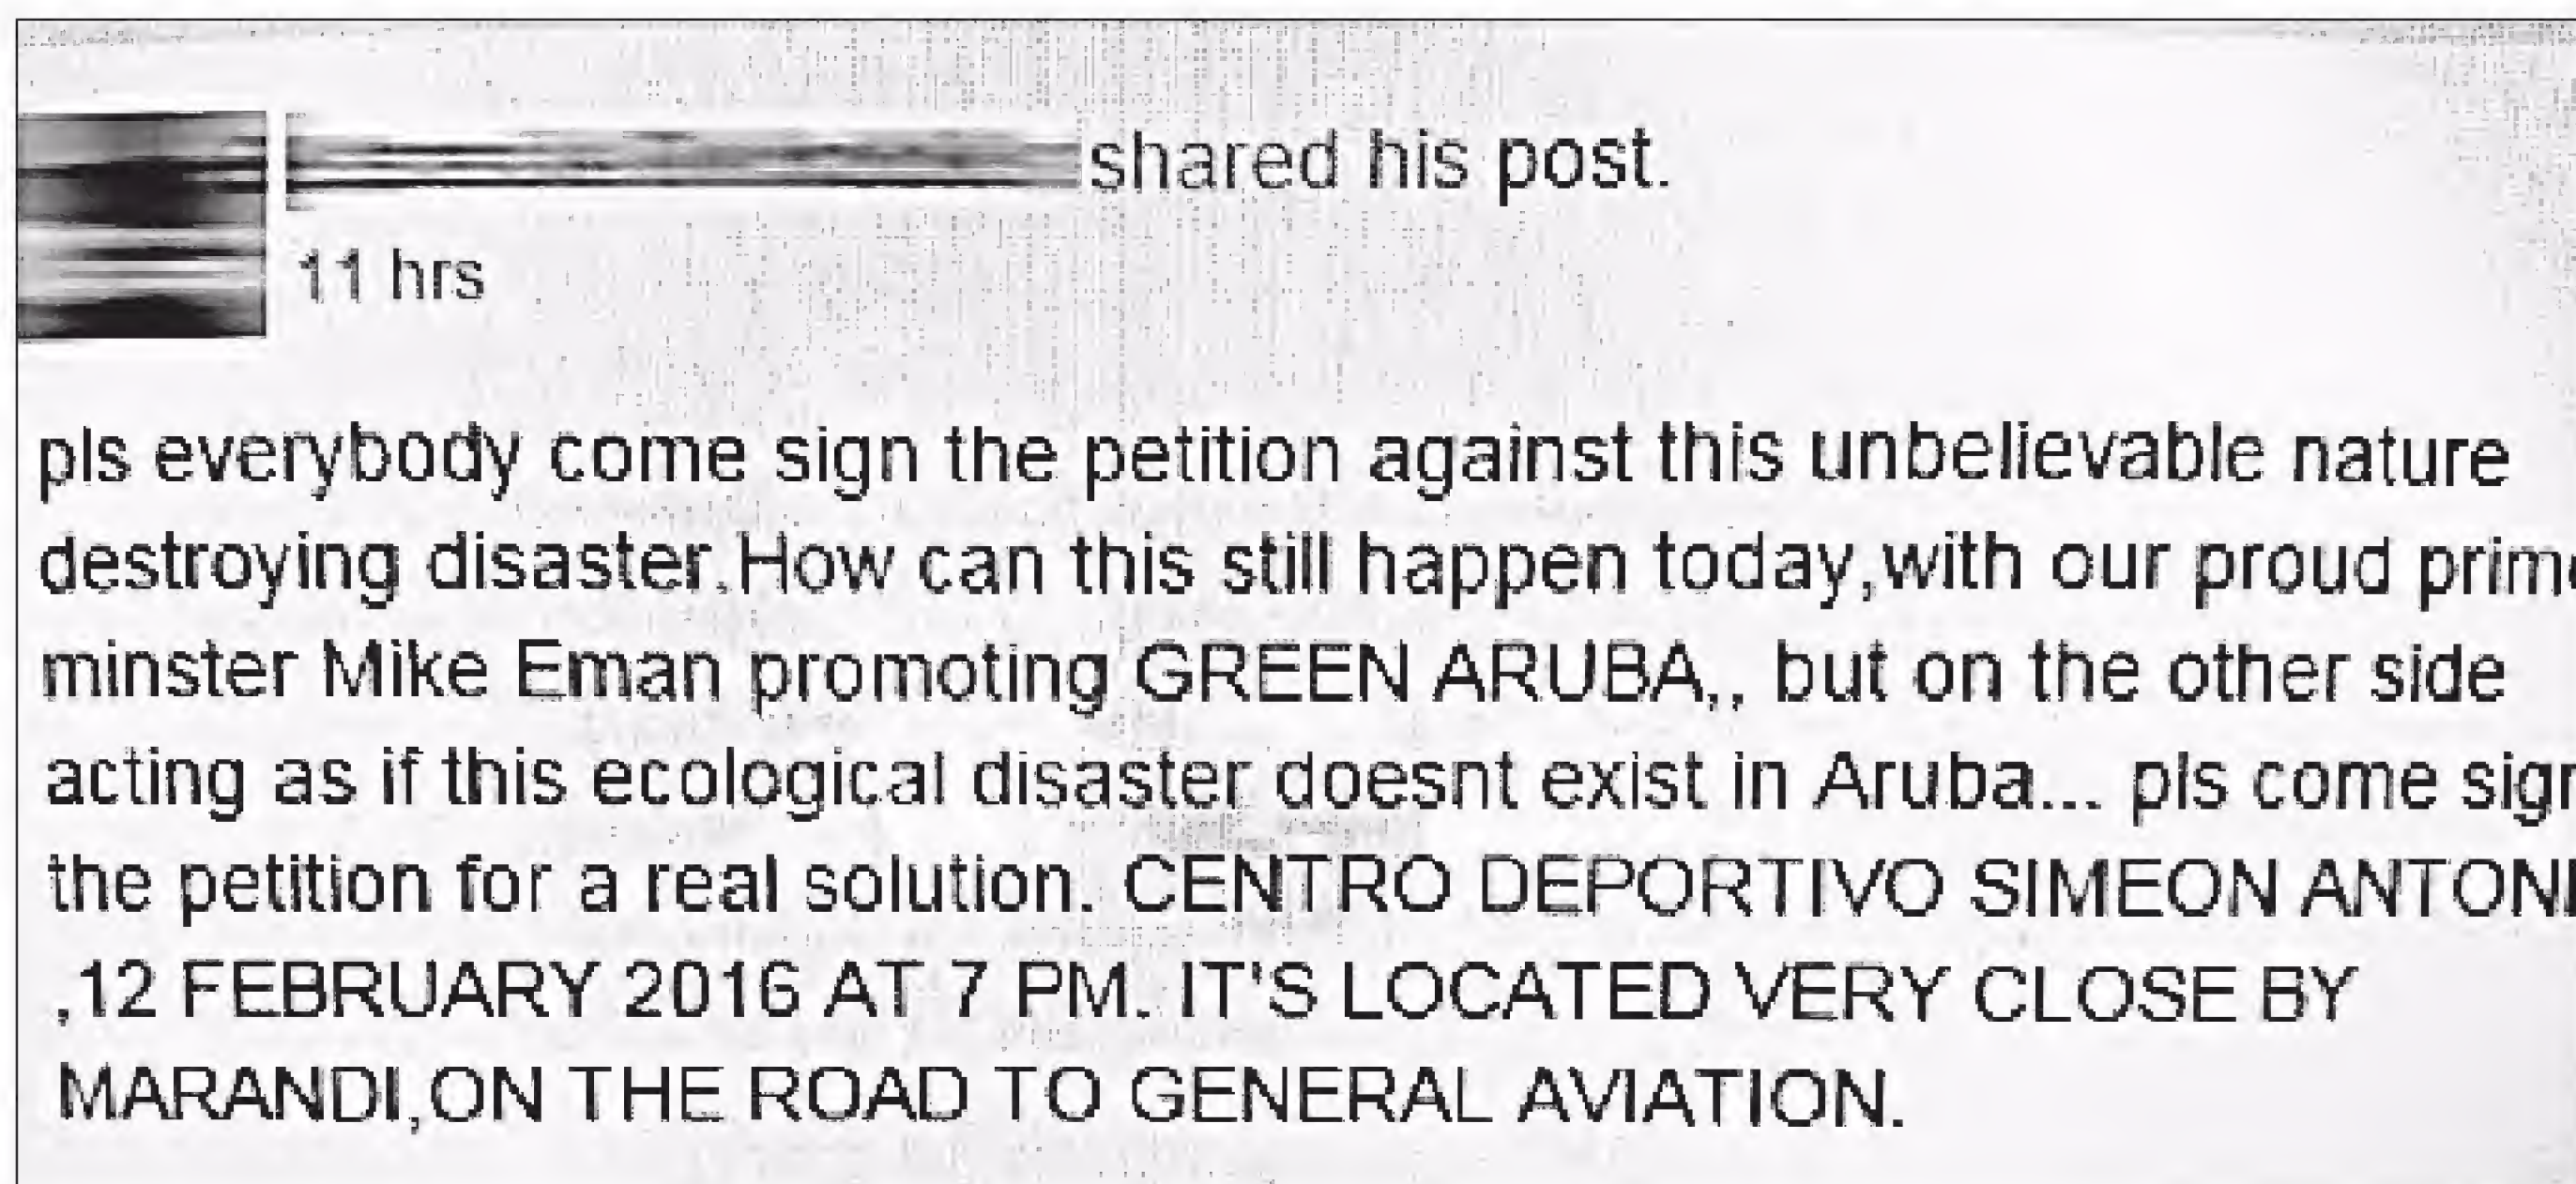 shared his post.
11 hrs
pls everybody come sign the petition against this unbelievable nature
destroying disaster.How can this still happen today,with our proud prime
minster Mike Eman promoting GREEN ARUBA,, but on the other side
acting as if this ecological disaster doesnt exist in Aruba... pls come sign
the petition for a real solution. CENTRO DEPORTIVO SIMEON ANTONI
,12 FEBRUARY 2016 AT 7 PM. IT'S LOCATED VERY CLOSE BY
MARANDI,ON THE ROAD TO GENERAL AVIATION.